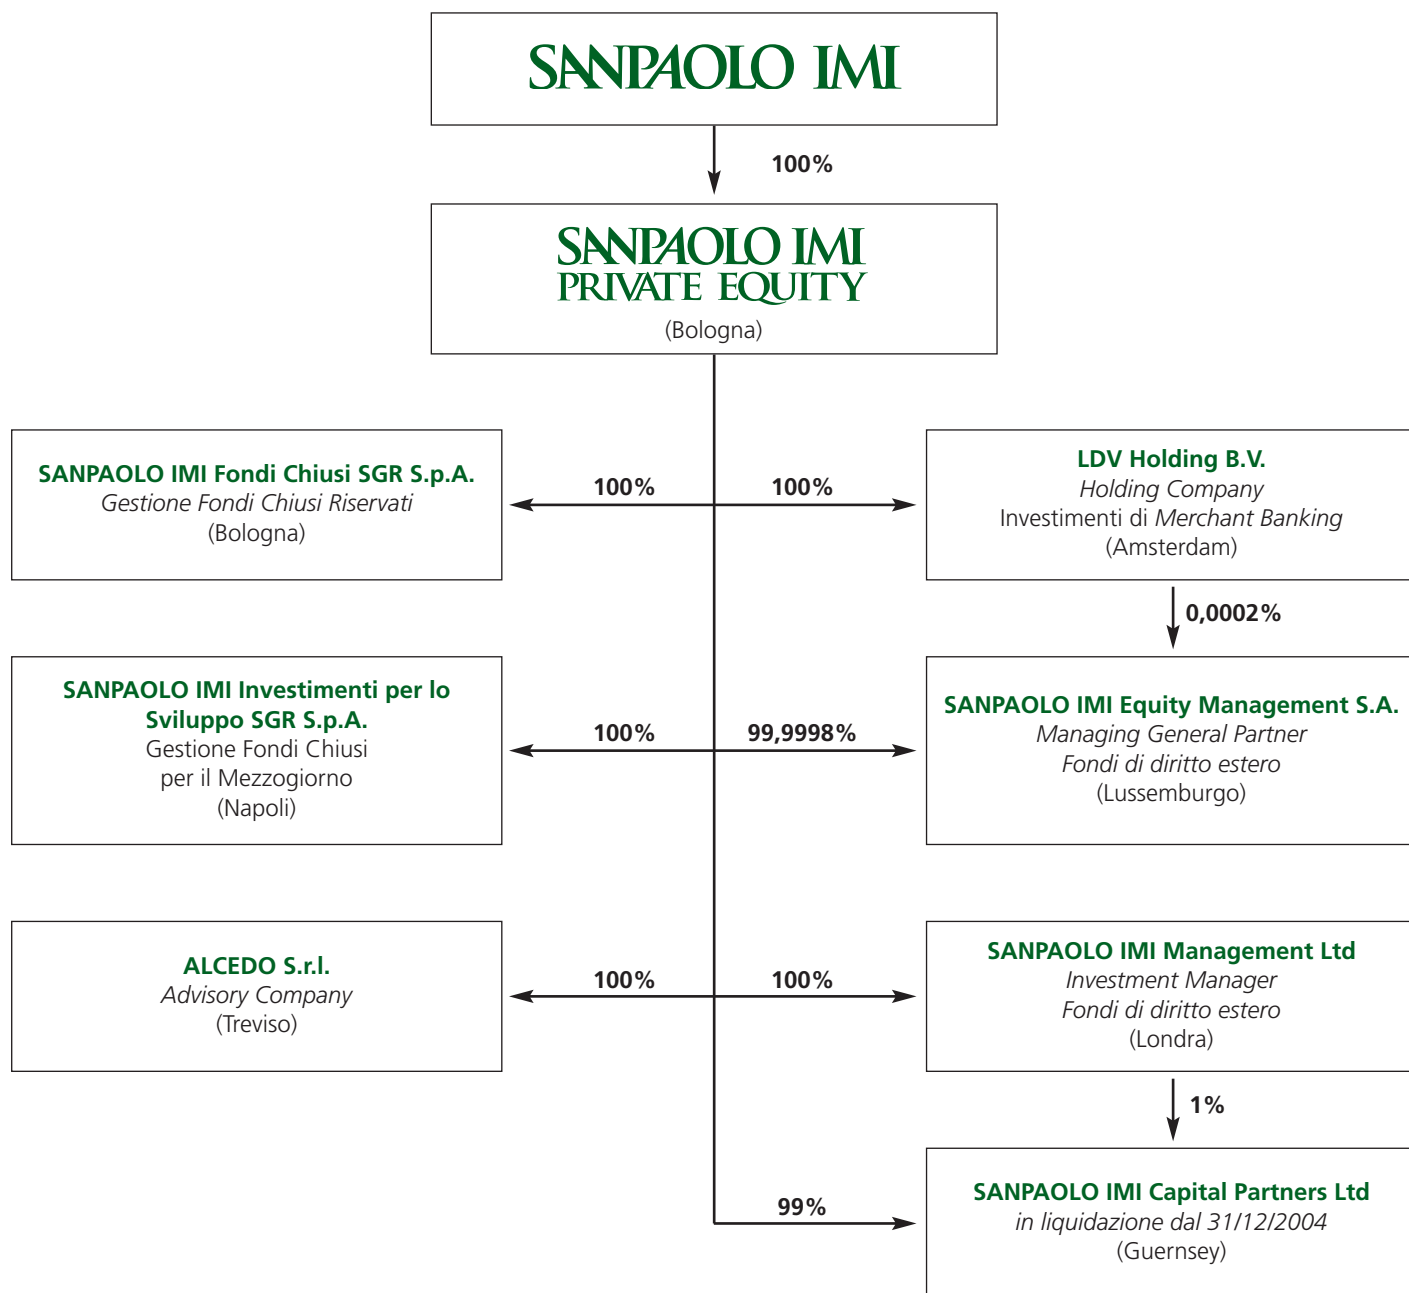 SANPAOLO IMI
100%
SANPAOLO IMI
PRIVATE EQUITY
(Bologna)
SANPAOLO IMI Fondi Chiusi SGR S.p.A.
Gestione Fondi Chiusi Riservati
(Bologna)
100%
100%
LDV Holding B.V.
Holding Company
Investimenti di Merchant Banking
(Amsterdam)
0,0002%
SANPAOLO IMI Investimenti per lo
Sviluppo SGR S.p.A.
Gestione Fondi Chiusi
per il Mezzogiorno
(Napoli)
100%
99,9998%
SANPAOLO IMI Equity Management S.A.
Managing General Partner
Fondi di diritto estero
(Lussemburgo)
ALCEDO S.r.l.
Advisory Company
(Treviso)
100%
100%
SANPAOLO IMI Management Ltd
Investment Manager
Fondi di diritto estero
(Londra)
1%
99%
SANPAOLO IMI Capital Partners Ltd
in liquidazione dal 31/12/2004
(Guernsey)